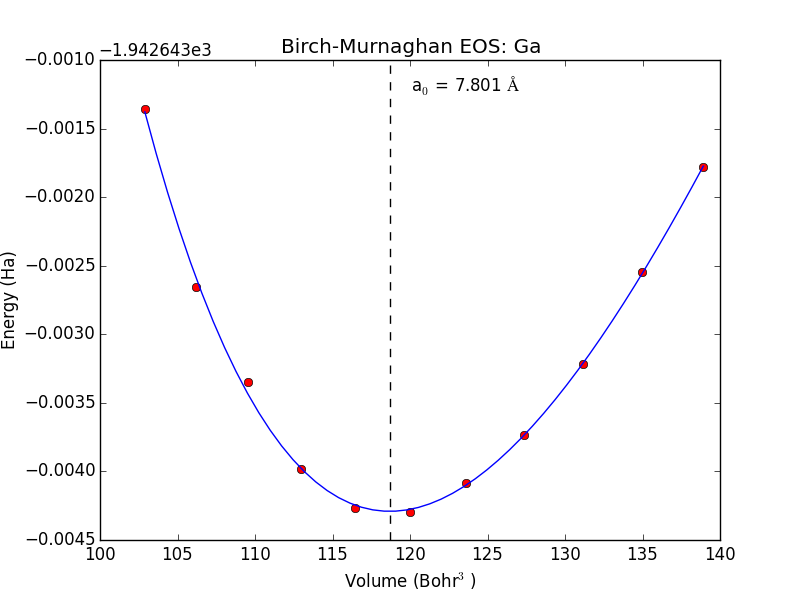 Birch-Murnaghan EOS: Ga
−1.942643e3
a₀ = 7.801 Å
−0.0010
−0.0015
−0.0020
−0.0025
−0.0030
−0.0035
−0.0040
−0.0045
Energy (Ha)
100 105 110 115 120 125 130 135 140
Volume (Bohr³ )